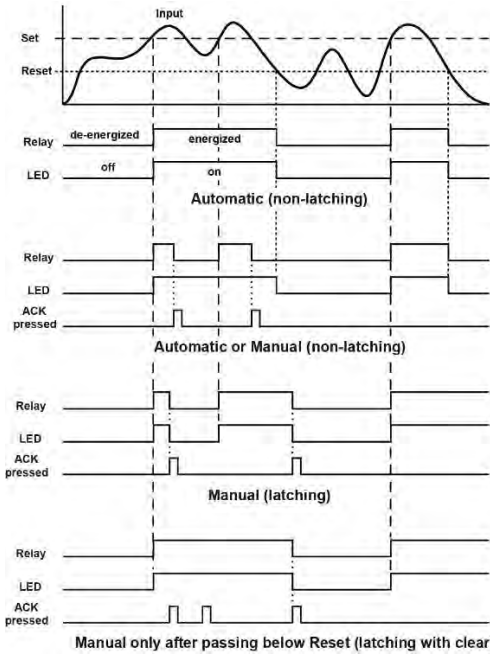 Input
Set
Reset
de-energized energized
Relay
off on
LED
Automatic (non-latching)
Relay
LED
ACK
pressed
Automatic or Manual (non-latching)
Relay
LED
ACK
pressed
Manual (latching)
Relay
LED
ACK
pressed
Manual only after passing below Reset (latching with clear